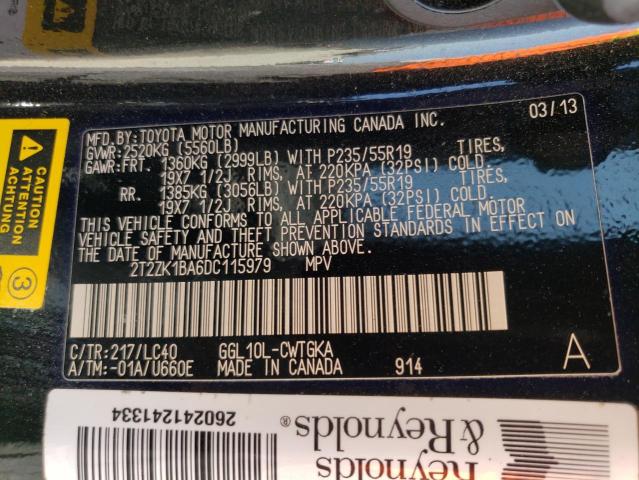 03/13
MFD. BY: TOYOTA MOTOR MANUFACTURING CANADA INC.
GVWR: 2520KG (5560LB)
GAWR: FRT. 1360KG (2999LB) WITH P235/55R19 TIRES,
19X7 1/2J RIMS, AT 220KPA (32PSI) COLD.
RR. 1385KG (3056LB) WITH P235/55R19 TIRES,
19X7 1/2J RIMS, AT 220KPA (32PSI) COLD.
THIS VEHICLE CONFORMS TO ALL APPLICABLE FEDERAL MOTOR
VEHICLE SAFETY AND THEFT PREVENTION STANDARDS IN EFFECT ON
THE DATE OF MANUFACTURE SHOWN ABOVE.
2T2ZK1BA6DC115979 MPV
C/TR: 217/LC40 GGL10L-CWTGKA
A/TM: -01A/U660E MADE IN CANADA 914 A
CAUTION
ATTENTION
ACHTUNG
3
2602412413334
Reynolds
& Reynolds®
Reynolds